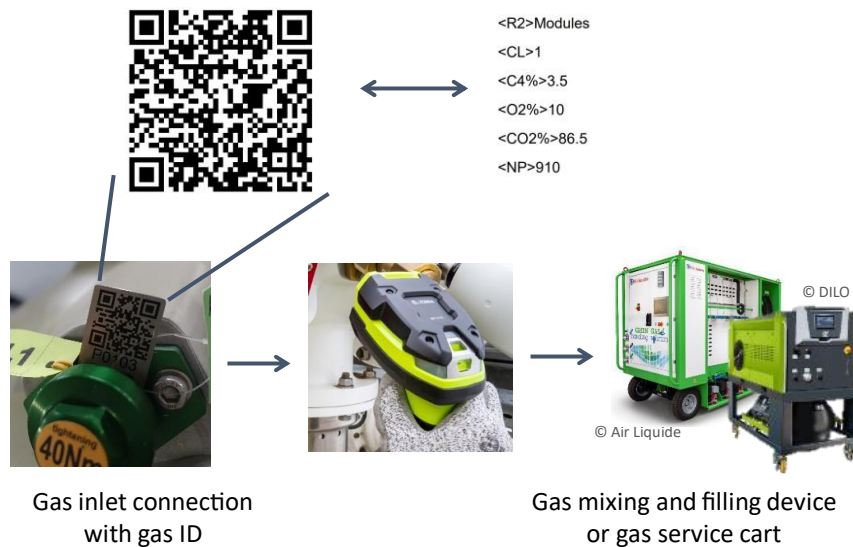 <R2>Modules
<CL>1
<C4%>3.5
<O2%>10
<CO2%>86.5
<NP>910
P0103
tightening
40Nm
© DILO
© Air Liquide
Gas inlet connection
with gas ID
Gas mixing and filling device
or gas service cart